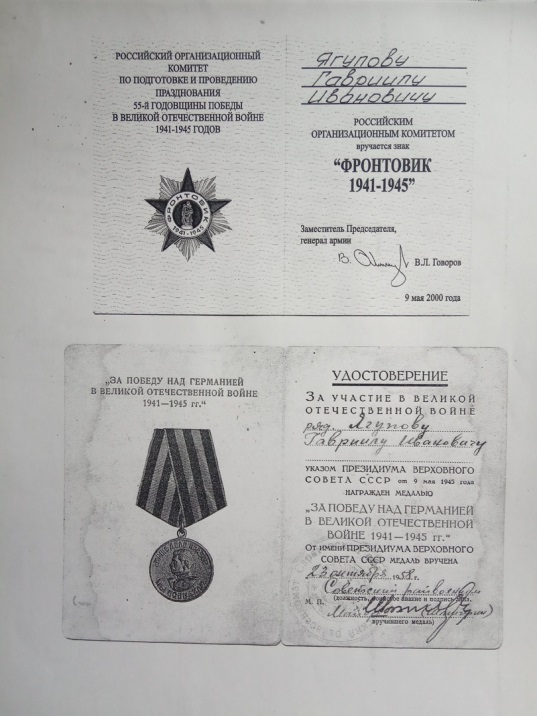 РОССИЙСКИЙ ОРГАНИЗАЦИОННЫЙ
КОМИТЕТ
ПО ПОДГОТОВКЕ И ПРОВЕДЕНИЮ
ПРАЗДНОВАНИЯ
55-й ГОДОВЩИНЫ ПОБЕДЫ
В ВЕЛИКОЙ ОТЕЧЕСТВЕННОЙ ВОЙНЕ
1941-1945 ГОДОВ
ФРОНТОВИК
1941-1945
Ягупову
Гавриилу
Ивановичу
РОССИЙСКИМ
ОРГАНИЗАЦИОННЫМ КОМИТЕТОМ
вручается знак
"ФРОНТОВИК
1941-1945"
Заместитель Председателя,
генерал армии
В.Л. Говоров
9 мая 2000 года
„ЗА ПОБЕДУ НАД ГЕРМАНИЕЙ
В ВЕЛИКОЙ ОТЕЧЕСТВЕННОЙ ВОЙНЕ
1941—1945 гг.“
УДОСТОВЕРЕНИЕ
ЗА УЧАСТИЕ В ВЕЛИКОЙ
ОТЕЧЕСТВЕННОЙ ВОЙНЕ
ряд. Ягупову
Гавриилу Ивановичу
УКАЗОМ ПРЕЗИДИУМА ВЕРХОВНОГО
СОВЕТА СССР от 9 мая 1945 года
НАГРАЖДЕН МЕДАЛЬЮ
„ЗА ПОБЕДУ НАД ГЕРМАНИЕЙ
В ВЕЛИКОЙ ОТЕЧЕСТВЕННОЙ
ВОЙНЕ 1941—1945 гг.“
От имени ПРЕЗИДИУМА ВЕРХОВНОГО
СОВЕТА СССР МЕДАЛЬ ВРУЧЕНА
октября 1958 г.
Советский райвоенком
М. П. (должность, воинское звание и подпись лица,
вручившего медаль)